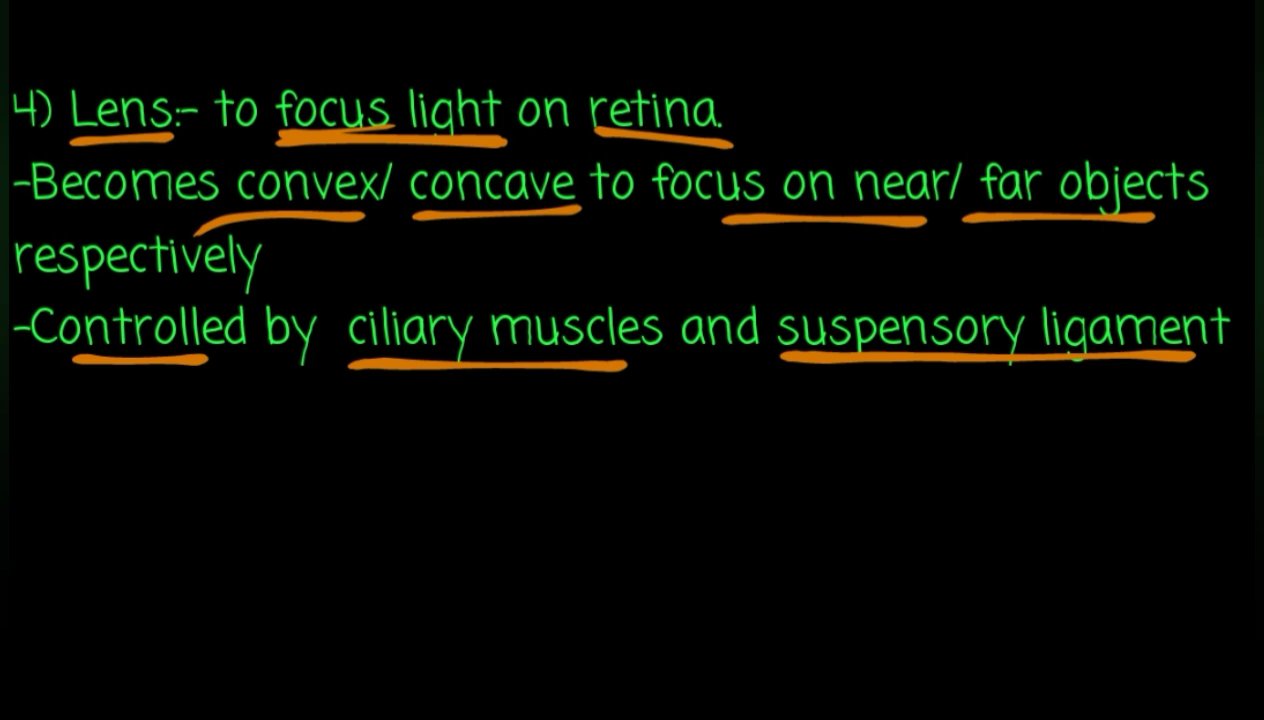 4) Lens:- to focus light on retina.
-Becomes convex/ concave to focus on near/ far objects
respectively
-Controlled by ciliary muscles and suspensory ligament